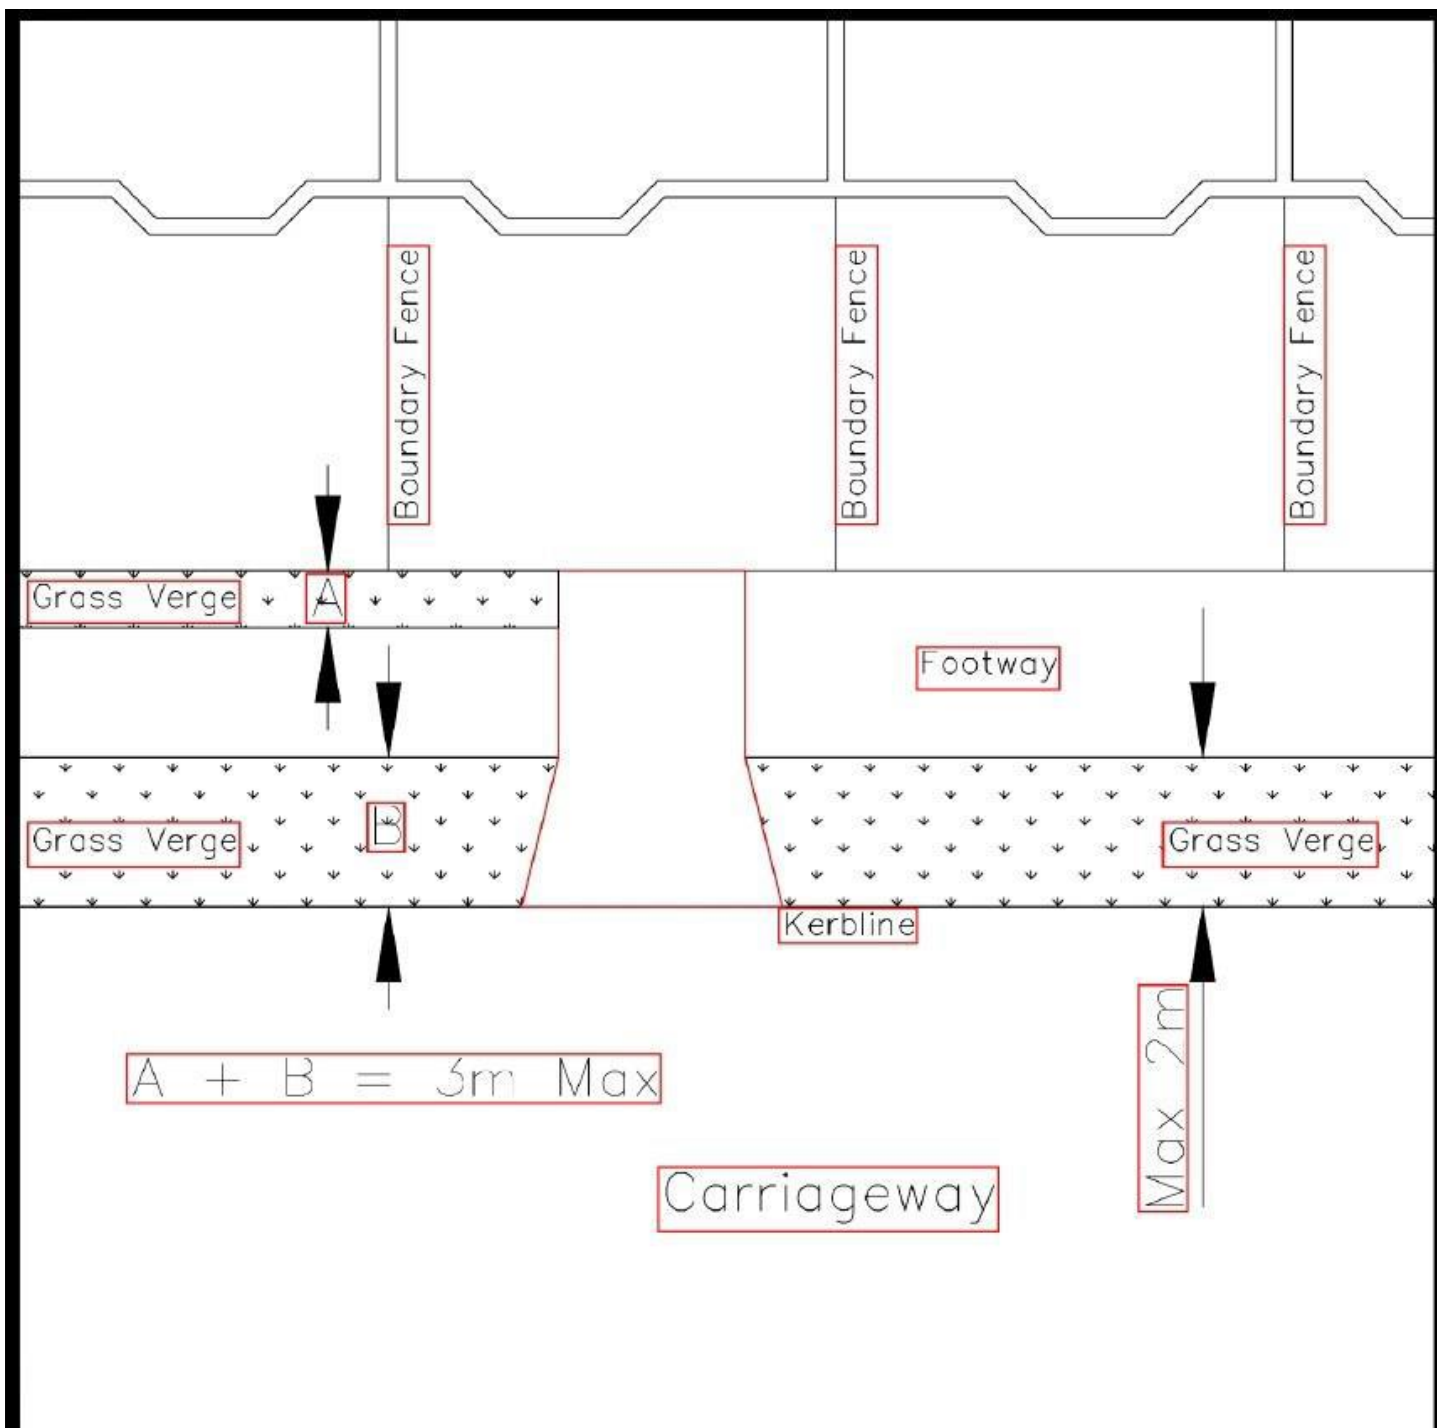 Boundary Fence
Boundary Fence
Boundary Fence
Grass Verge
A
Footway
Grass Verge
B
Grass Verge
Kerbline
A + B = 3m Max
Max 2m
Carriageway